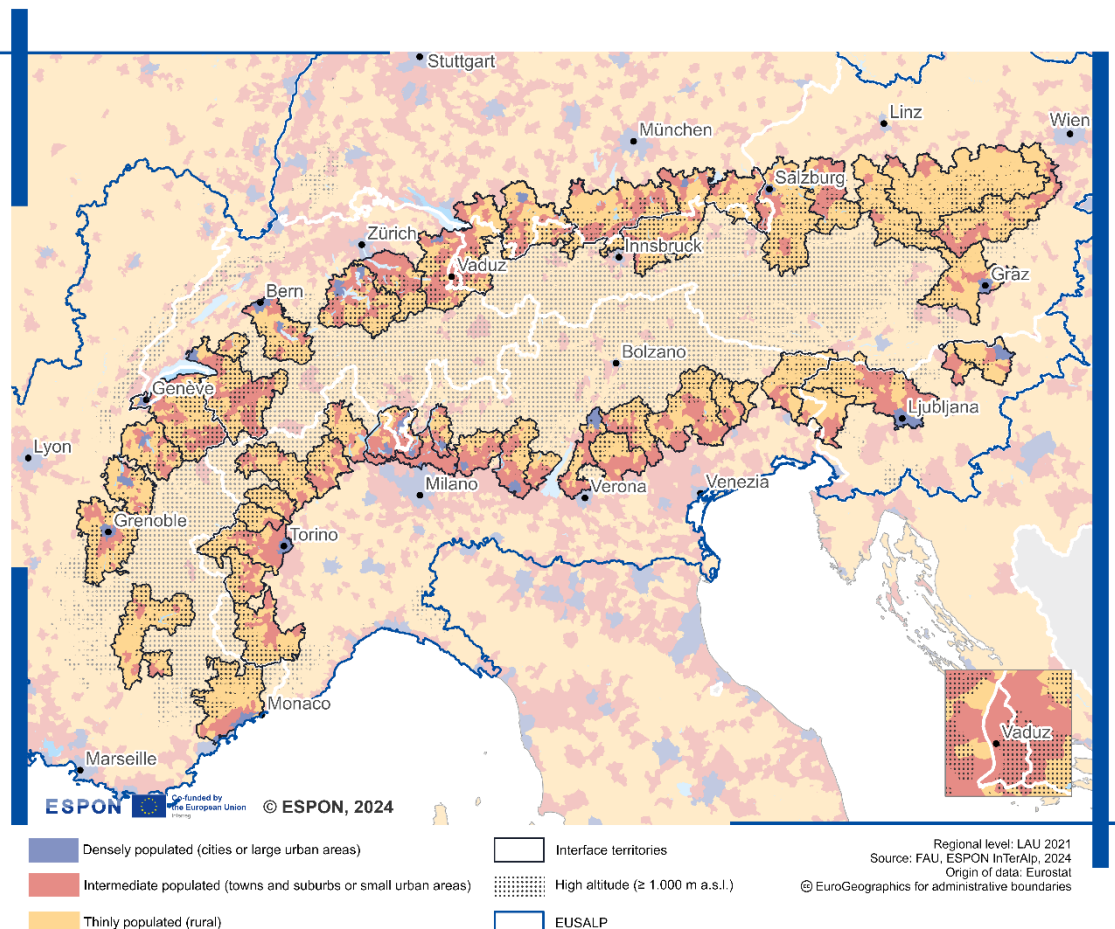 Stuttgart
Linz
Wien
München
Salzburg
Zürich
Innsbruck
Vaduz
Graz
Bern
Bolzano
Genève
Ljubljana
Lyon
Milano
Verona
Venezia
Grenoble
Torino
Monaco
Vaduz
Marseille
ESPON
Co-funded by
the European Union
Interreg
© ESPON, 2024
Densely populated (cities or large urban areas)
Intermediate populated (towns and suburbs or small urban areas)
Thinly populated (rural)
Interface territories
High altitude (≥ 1.000 m a.s.l.)
EUSALP
Regional level: LAU 2021
Source: FAU, ESPON InTerAlp, 2024
Origin of data: Eurostat
(cc) EuroGeographics for administrative boundaries